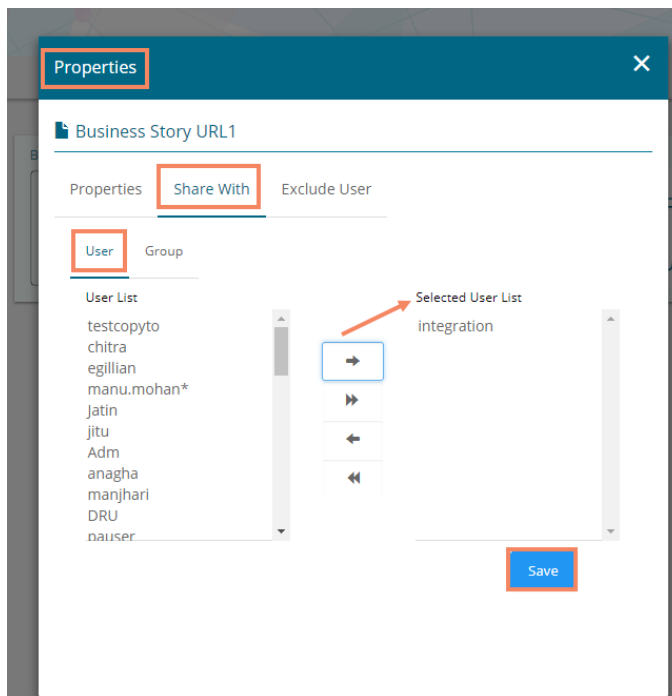 Properties
Business Story URL1
Properties Share With Exclude User
User Group
User List
testcopyto
chitra
egillian
manu.mohan*
Jatin
jitu
Adm
anagha
manjhari
DRU
pauser
Selected User List
integration
Save
B